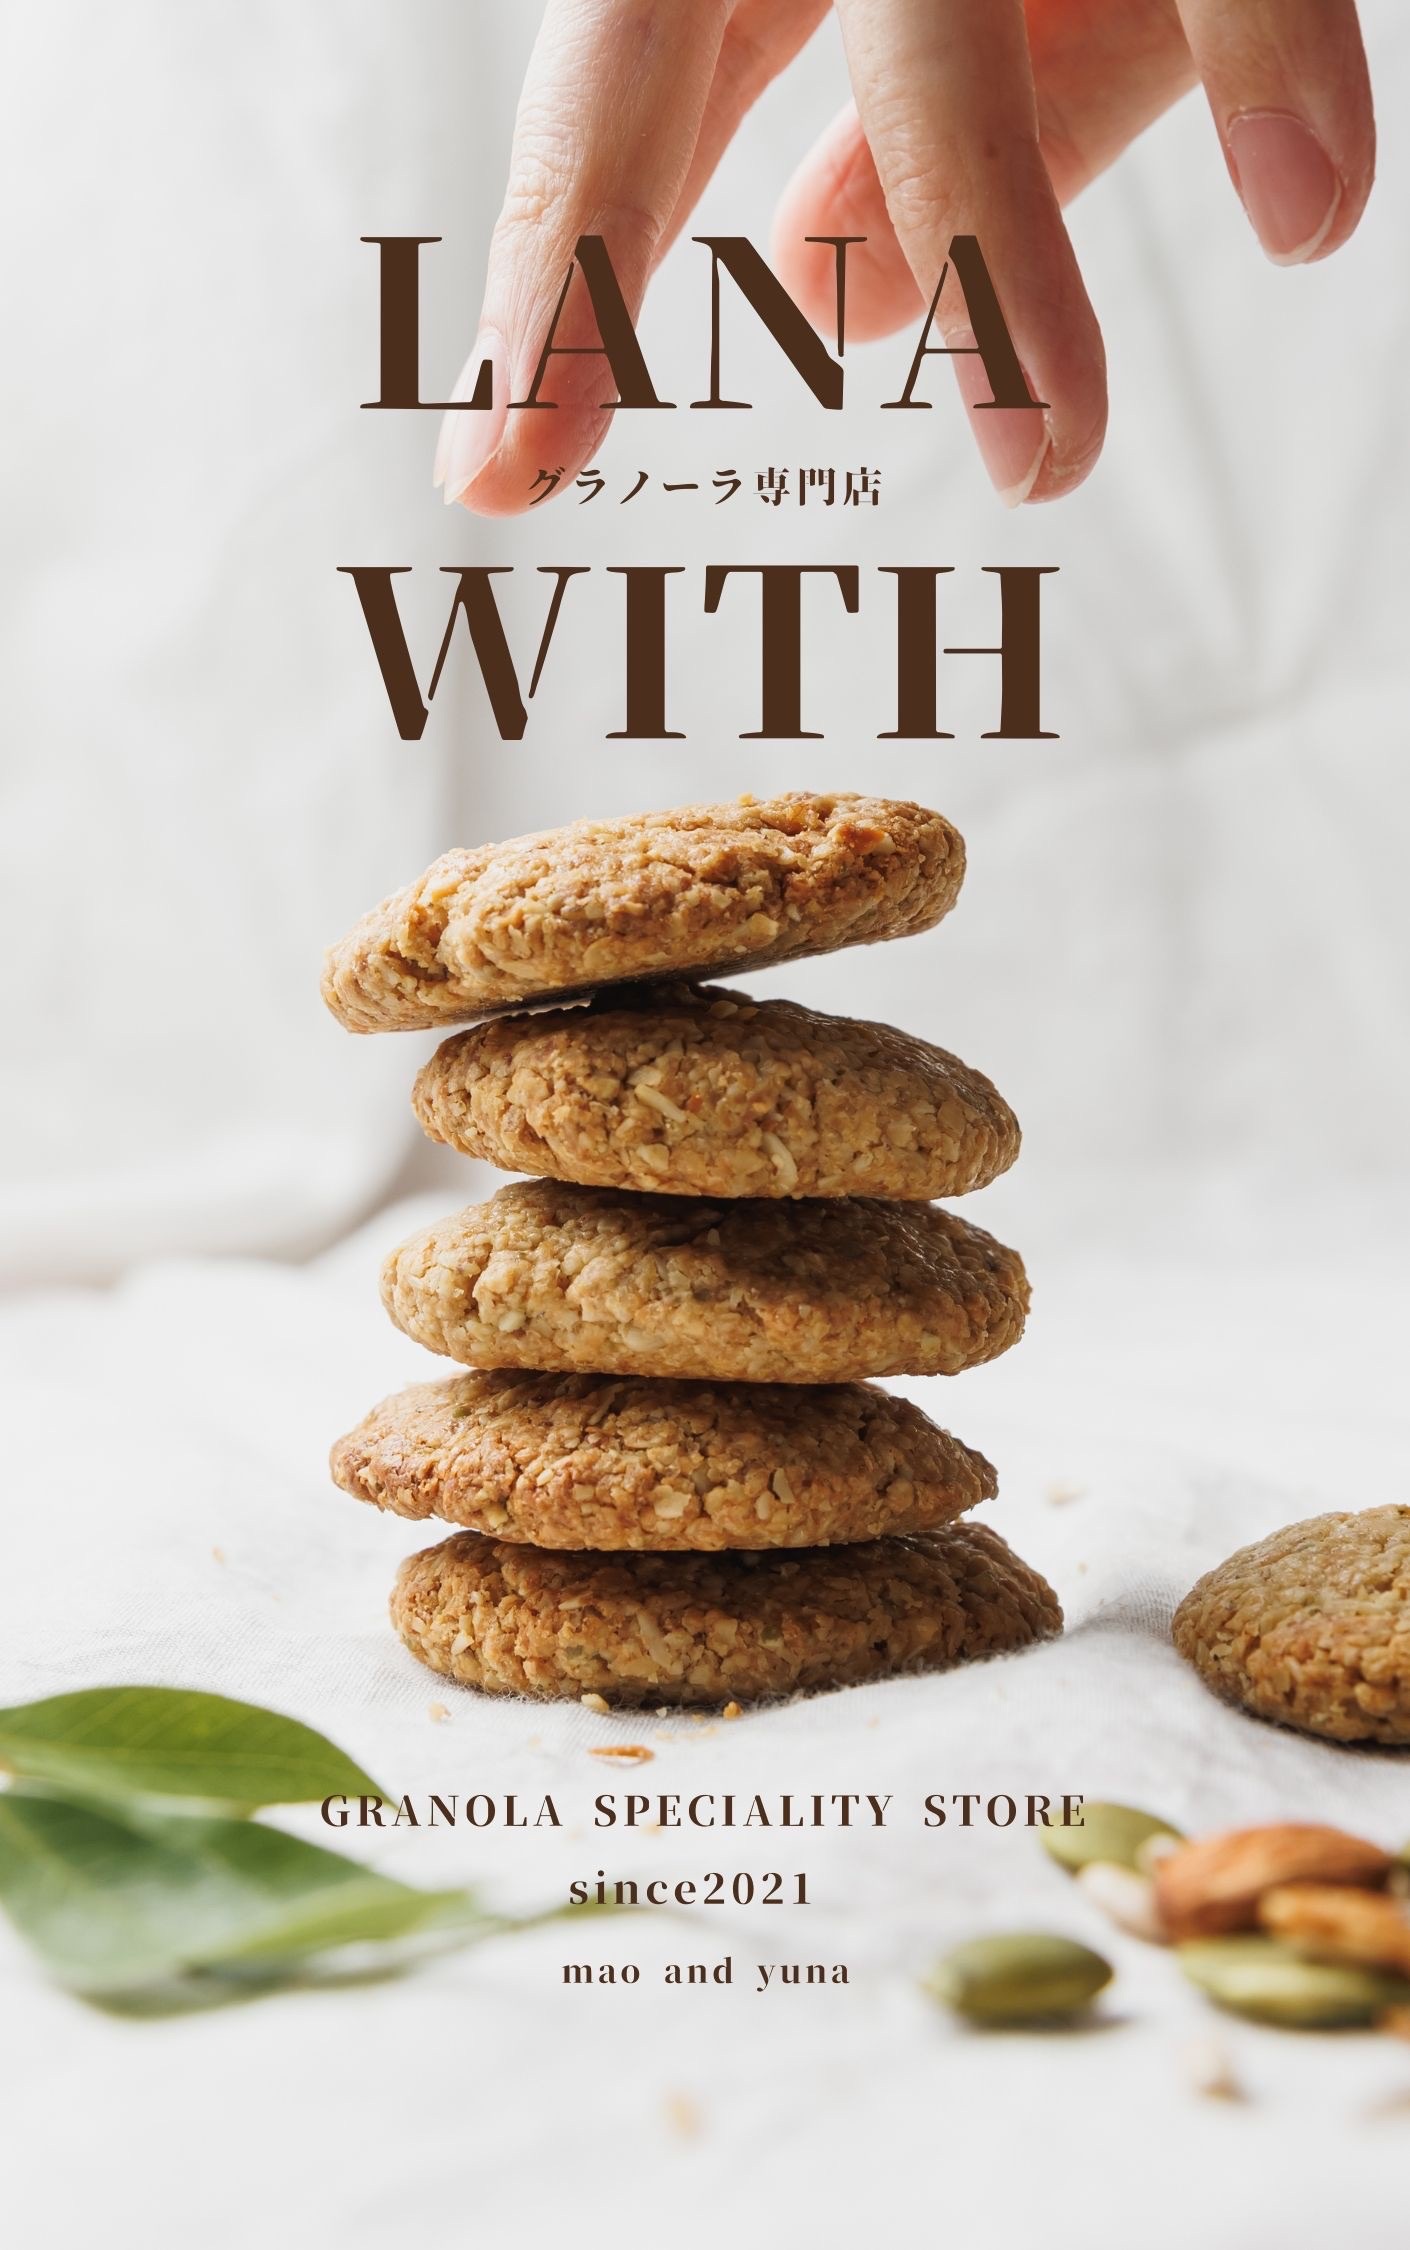 LANA
グラノーラ専門店
WITH
GRANOLA SPECIALITY STORE
since2021
mao and yuna